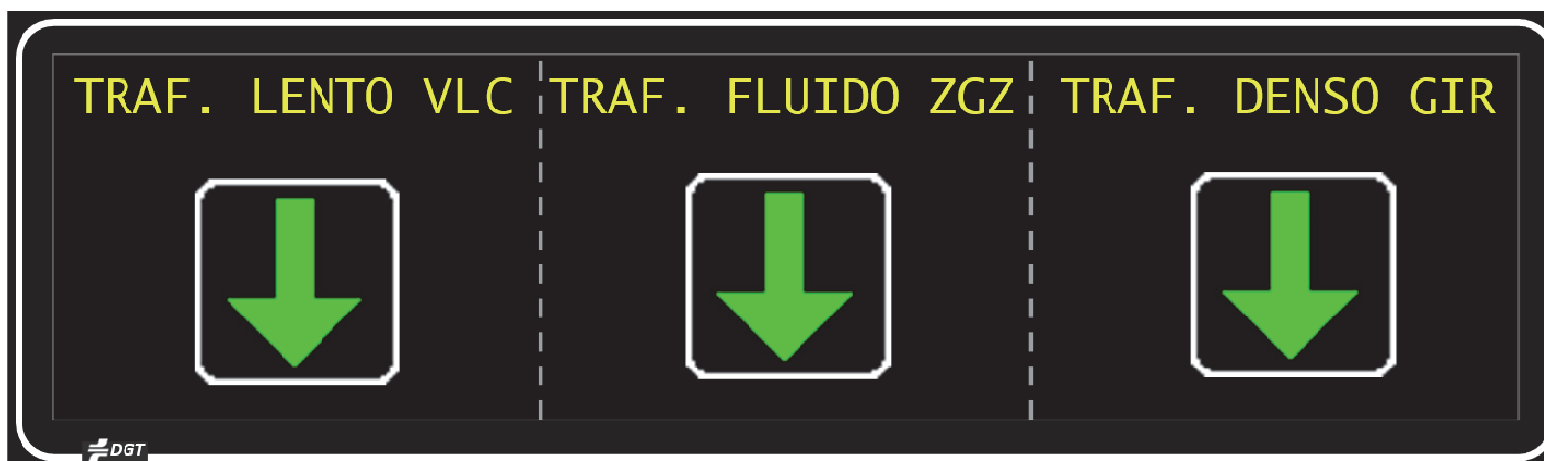 TRAF. LENTO VLC
TRAF. FLUIDO ZGZ
TRAF. DENSO GIR
DGT